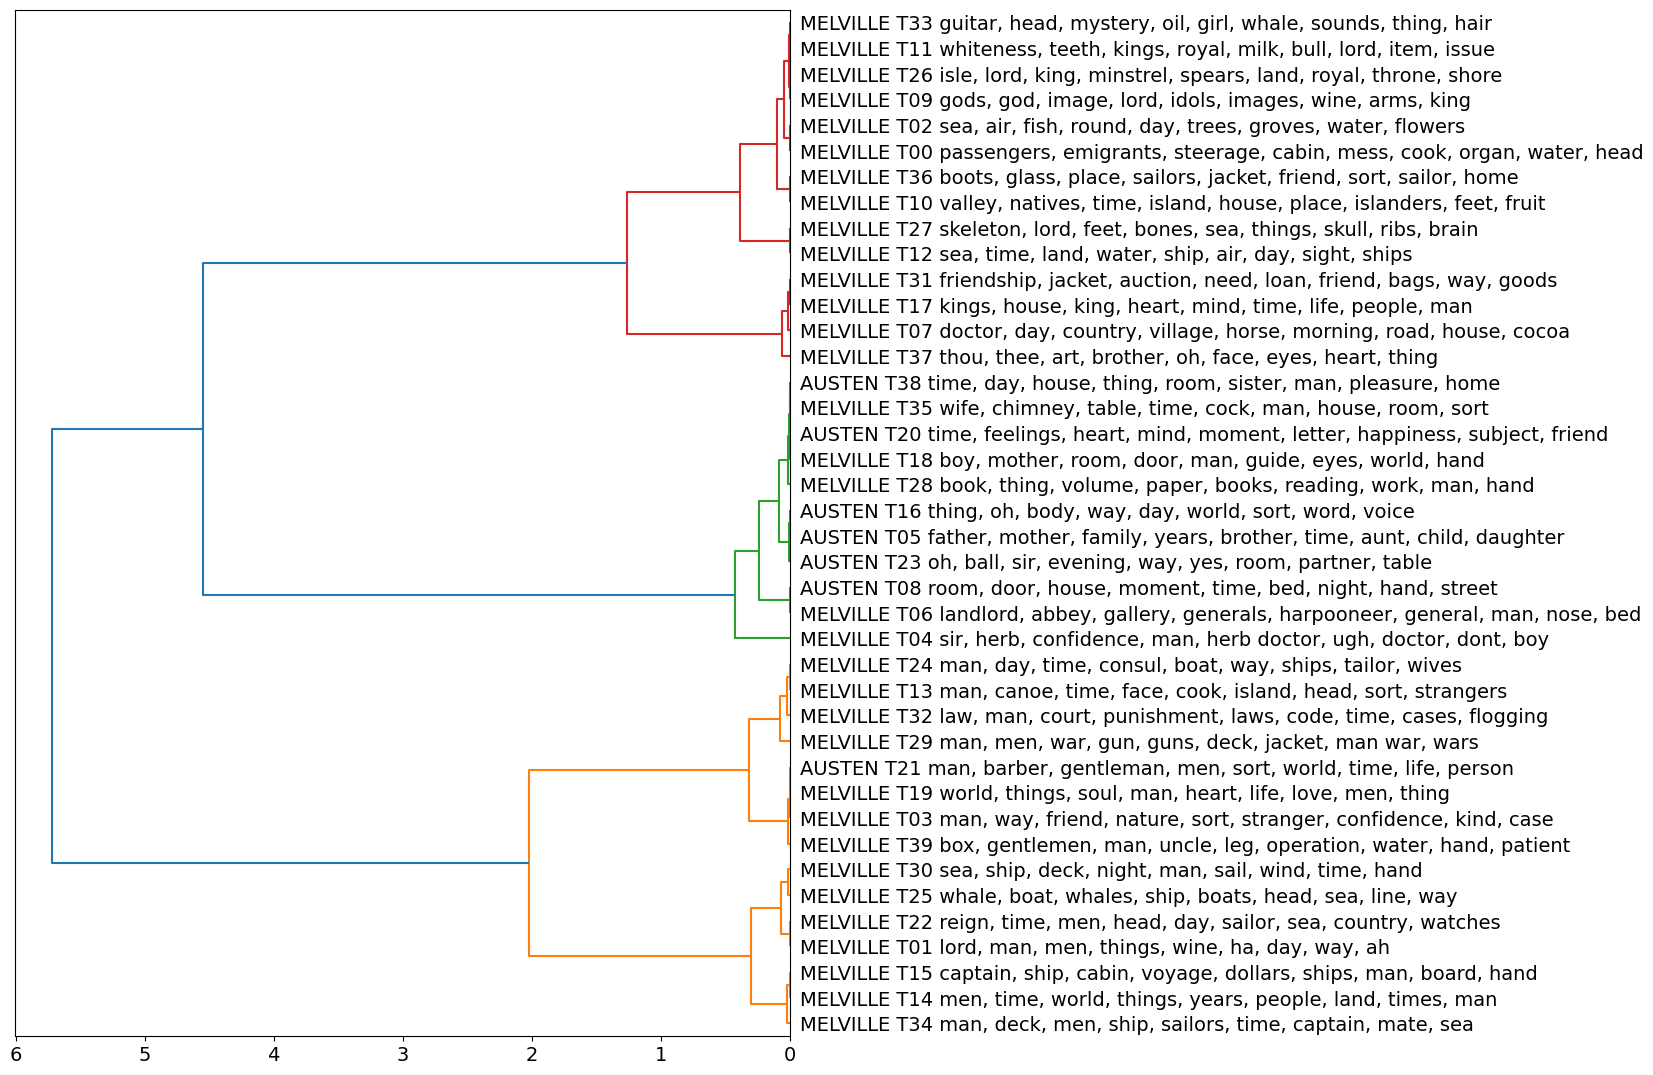 MELVILLE T33 guitar, head, mystery, oil, girl, whale, sounds, thing, hair
MELVILLE T11 whiteness, teeth, kings, royal, milk, bull, lord, item, issue
MELVILLE T26 isle, lord, king, minstrel, spears, land, royal, throne, shore
MELVILLE T09 gods, god, image, lord, idols, images, wine, arms, king
MELVILLE T02 sea, air, fish, round, day, trees, groves, water, flowers
MELVILLE T00 passengers, emigrants, steerage, cabin, mess, cook, organ, water, head
MELVILLE T36 boots, glass, place, sailors, jacket, friend, sort, sailor, home
MELVILLE T10 valley, natives, time, island, house, place, islanders, feet, fruit
MELVILLE T27 skeleton, lord, feet, bones, sea, things, skull, ribs, brain
MELVILLE T12 sea, time, land, water, ship, air, day, sight, ships
MELVILLE T31 friendship, jacket, auction, need, loan, friend, bags, way, goods
MELVILLE T17 kings, house, king, heart, mind, time, life, people, man
MELVILLE T07 doctor, day, country, village, horse, morning, road, house, cocoa
MELVILLE T37 thou, thee, art, brother, oh, face, eyes, heart, thing
AUSTEN T38 time, day, house, thing, room, sister, man, pleasure, home
MELVILLE T35 wife, chimney, table, time, cock, man, house, room, sort
AUSTEN T20 time, feelings, heart, mind, moment, letter, happiness, subject, friend
MELVILLE T18 boy, mother, room, door, man, guide, eyes, world, hand
MELVILLE T28 book, thing, volume, paper, books, reading, work, man, hand
AUSTEN T16 thing, oh, body, way, day, world, sort, word, voice
AUSTEN T05 father, mother, family, years, brother, time, aunt, child, daughter
AUSTEN T23 oh, ball, sir, evening, way, yes, room, partner, table
AUSTEN T08 room, door, house, moment, time, bed, night, hand, street
MELVILLE T06 landlord, abbey, gallery, generals, harpooneer, general, man, nose, bed
MELVILLE T04 sir, herb, confidence, man, herb doctor, ugh, doctor, dont, boy
MELVILLE T24 man, day, time, consul, boat, way, ships, tailor, wives
MELVILLE T13 man, canoe, time, face, cook, island, head, sort, strangers
MELVILLE T32 law, man, court, punishment, laws, code, time, cases, flogging
MELVILLE T29 man, men, war, gun, guns, deck, jacket, man war, wars
AUSTEN T21 man, barber, gentleman, men, sort, world, time, life, person
MELVILLE T19 world, things, soul, man, heart, life, love, men, thing
MELVILLE T03 man, way, friend, nature, sort, stranger, confidence, kind, case
MELVILLE T39 box, gentlemen, man, uncle, leg, operation, water, hand, patient
MELVILLE T30 sea, ship, deck, night, man, sail, wind, time, hand
MELVILLE T25 whale, boat, whales, ship, boats, head, sea, line, way
MELVILLE T22 reign, time, men, head, day, sailor, sea, country, watches
MELVILLE T01 lord, man, men, things, wine, ha, day, way, ah
MELVILLE T15 captain, ship, cabin, voyage, dollars, ships, man, board, hand
MELVILLE T14 men, time, world, things, years, people, land, times, man
MELVILLE T34 man, deck, men, ship, sailors, time, captain, mate, sea
6 5 4 3 2 1 0